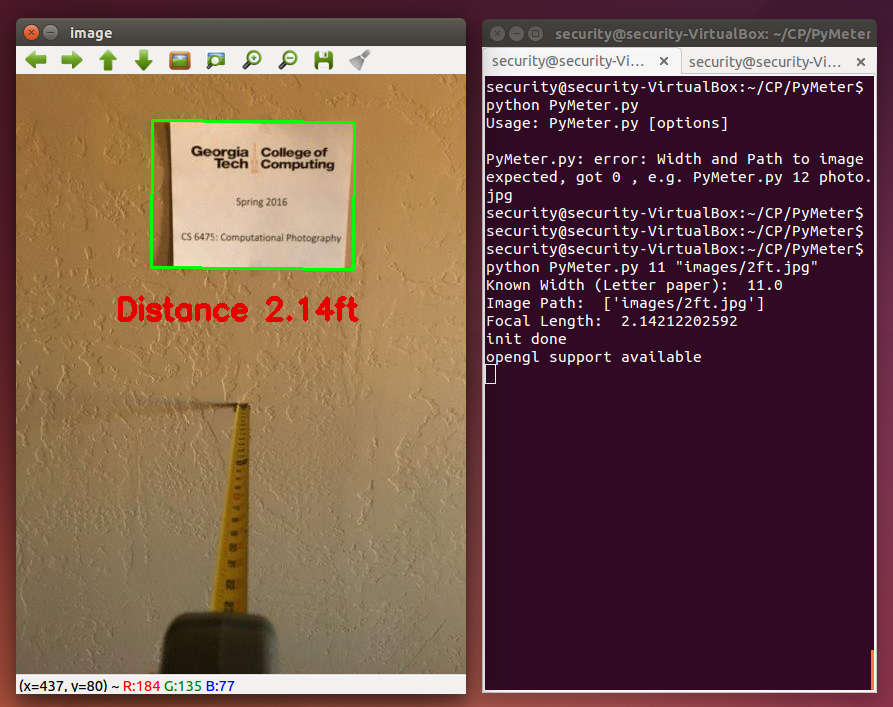 image
Georgia College of
Tech Computing
Spring 2016
CS 6475: Computational Photography
Distance 2.14ft
(x=437, y=80) ~ R:184 G:135 B:77
security@security-VirtualBox: ~/CP/PyMeter
security@security-Vi... × security@security-Vi... ×
security@security-VirtualBox:~/CP/PyMeter$
python PyMeter.py
Usage: PyMeter.py [options]
PyMeter.py: error: Width and Path to image
expected, got 0 , e.g. PyMeter.py 12 photo.
jpg
security@security-VirtualBox:~/CP/PyMeter$
security@security-VirtualBox:~/CP/PyMeter$
security@security-VirtualBox:~/CP/PyMeter$
python PyMeter.py 11 "images/2ft.jpg"
Known Width (Letter paper):  11.0
Image Path:  ['images/2ft.jpg']
Focal Length:  2.14212202592
init done
opengl support available